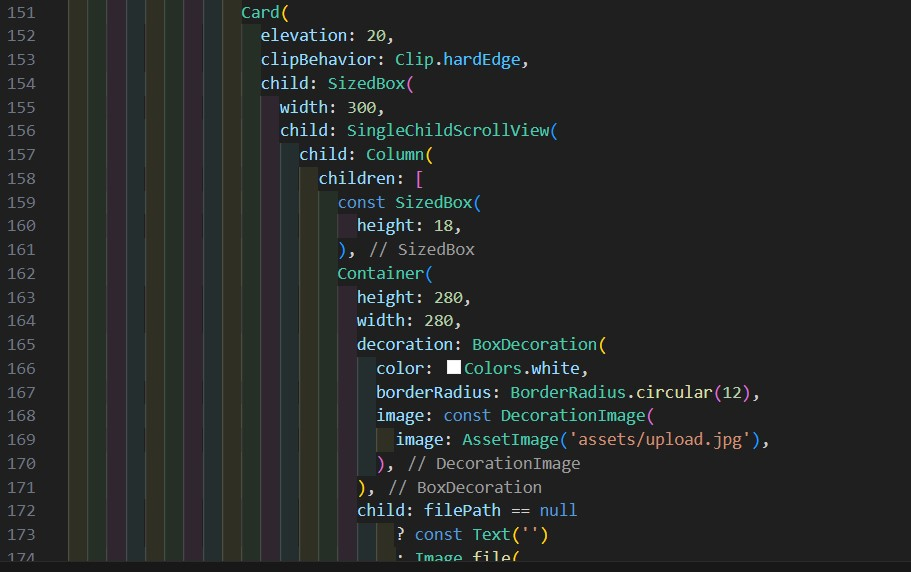 151 Card(
152 elevation: 20,
153 clipBehavior: Clip.hardEdge,
154 child: SizedBox(
155 width: 300,
156 child: SingleChildScrollView(
157 child: Column(
158 children: [
159 const SizedBox(
160 height: 18,
161 ), // SizedBox
162 Container(
163 height: 280,
164 width: 280,
165 decoration: BoxDecoration(
166 color: Colors.white,
167 borderRadius: BorderRadius.circular(12),
168 image: const DecorationImage(
169 image: AssetImage('assets/upload.jpg'),
170 ), // DecorationImage
171 ), // BoxDecoration
172 child: filePath == null
173 ? const Text('')
174 : Image.file(